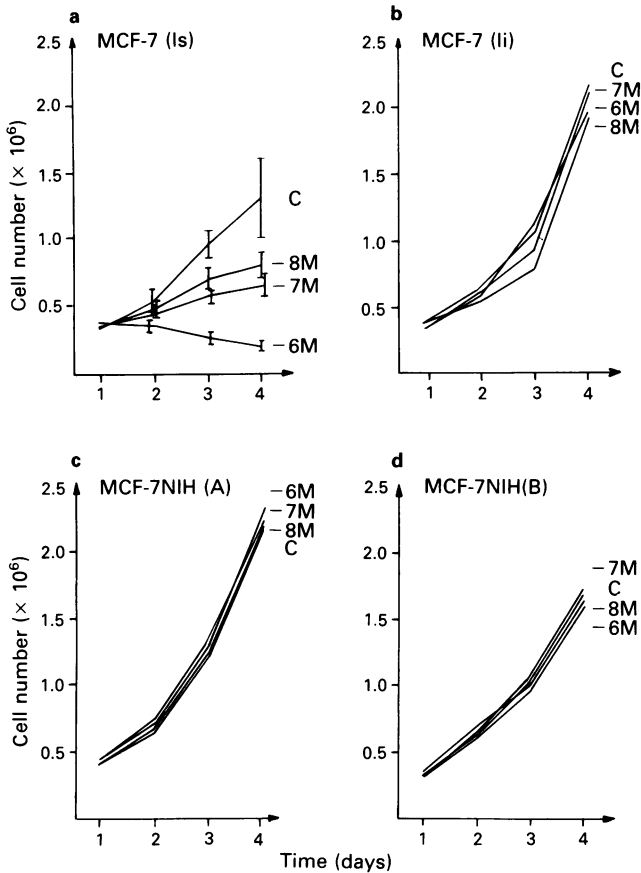 a
MCF-7 (Is)
2.5
2.0
1.5
1.0
0.5
Cell number (× 10⁶)
C
−8M
−7M
−6M
1 2 3 4
b
MCF-7 (Ii)
2.5
2.0
1.5
1.0
0.5
C
−7M
−6M
−8M
1 2 3 4
c
MCF-7NIH (A)
2.5
2.0
1.5
1.0
0.5
Cell number (× 10⁶)
−6M
−7M
−8M
C
1 2 3 4
d
MCF-7NIH(B)
2.5
2.0
1.5
1.0
0.5
−7M
C
−8M
−6M
1 2 3 4
Time (days)